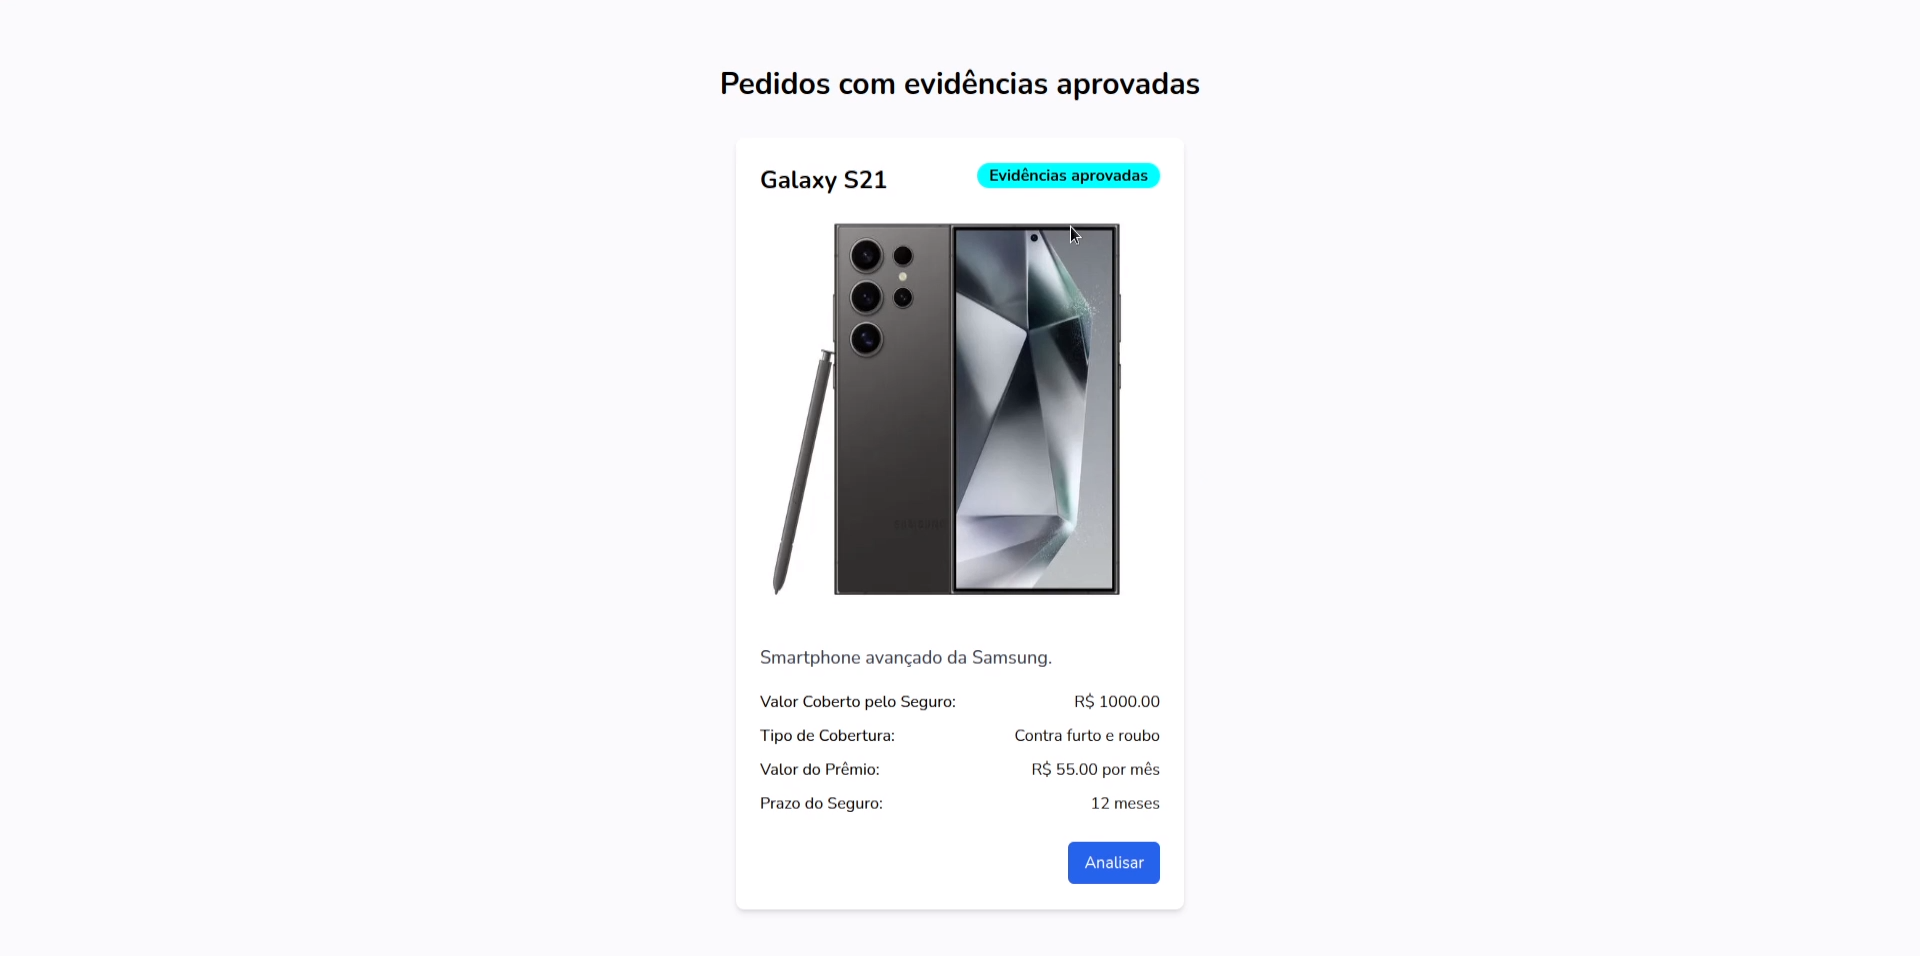 Pedidos com evidências aprovadas
Galaxy S21
Evidências aprovadas
SAMSUNG
Smartphone avançado da Samsung.
Valor Coberto pelo Seguro: R$ 1000.00
Tipo de Cobertura: Contra furto e roubo
Valor do Prêmio: R$ 55.00 por mês
Prazo do Seguro: 12 meses
Analisar